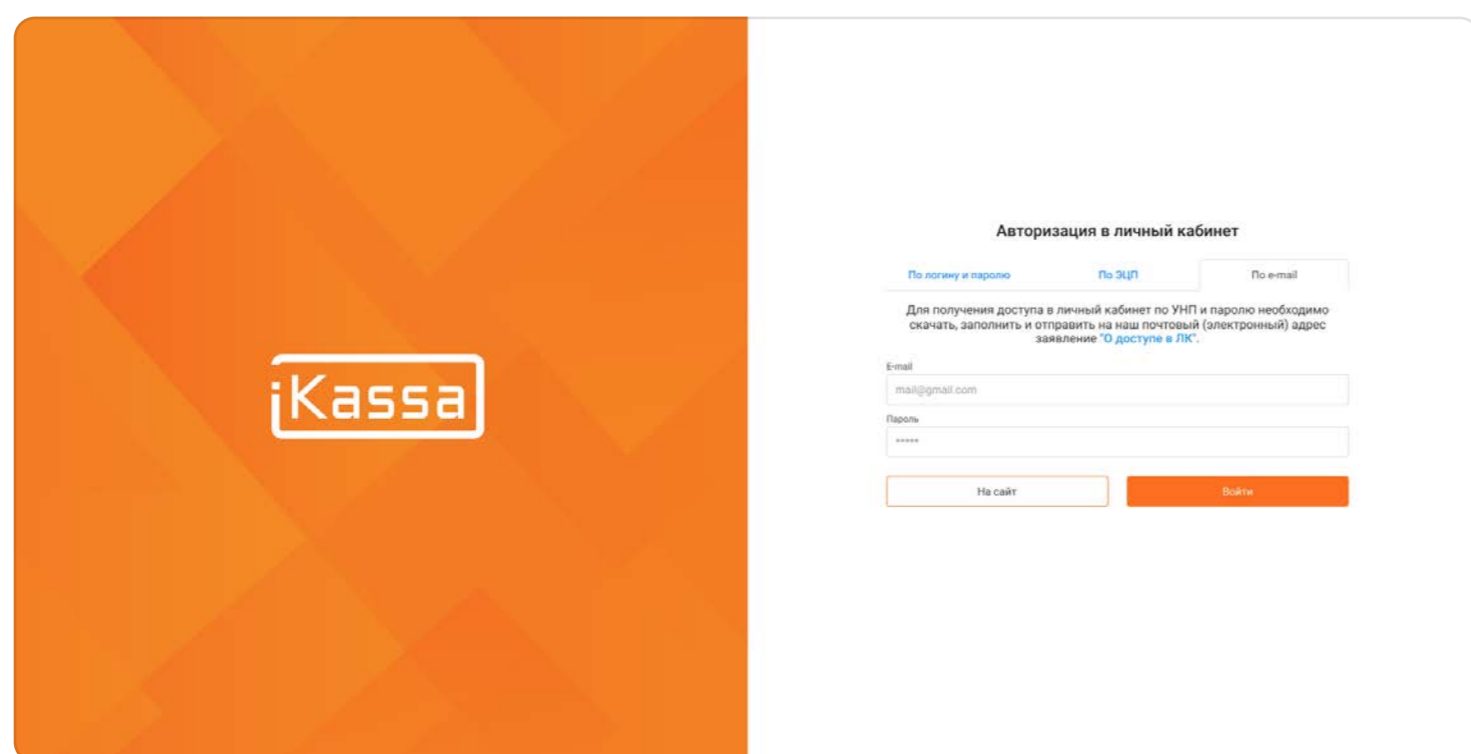 iKassa
Авторизация в личный кабинет
По логину и паролю
По ЭЦП
По e-mail
Для получения доступа в личный кабинет по УНП и паролю необходимо
скачать, заполнить и отправить на наш почтовый (электронный) адрес
заявление "О доступе в ЛК".
E-mail
mail@gmail.com
Пароль
*****
На сайт
Войти